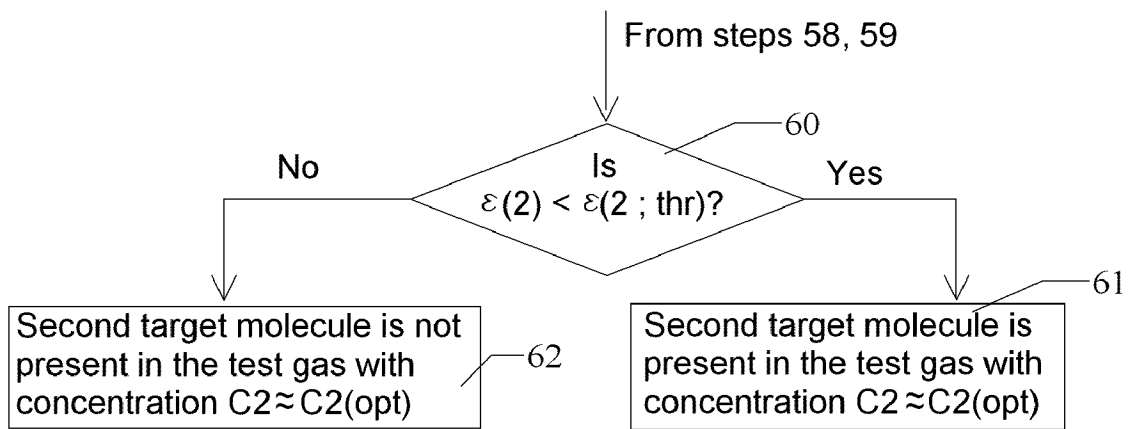 From steps 58, 59
60
No
Is
Yes
ε(2) < ε(2 ; thr)?
61
Second target molecule is not
present in the test gas with
concentration C2≈C2(opt)
62
Second target molecule is
present in the test gas with
concentration C2≈C2(opt)